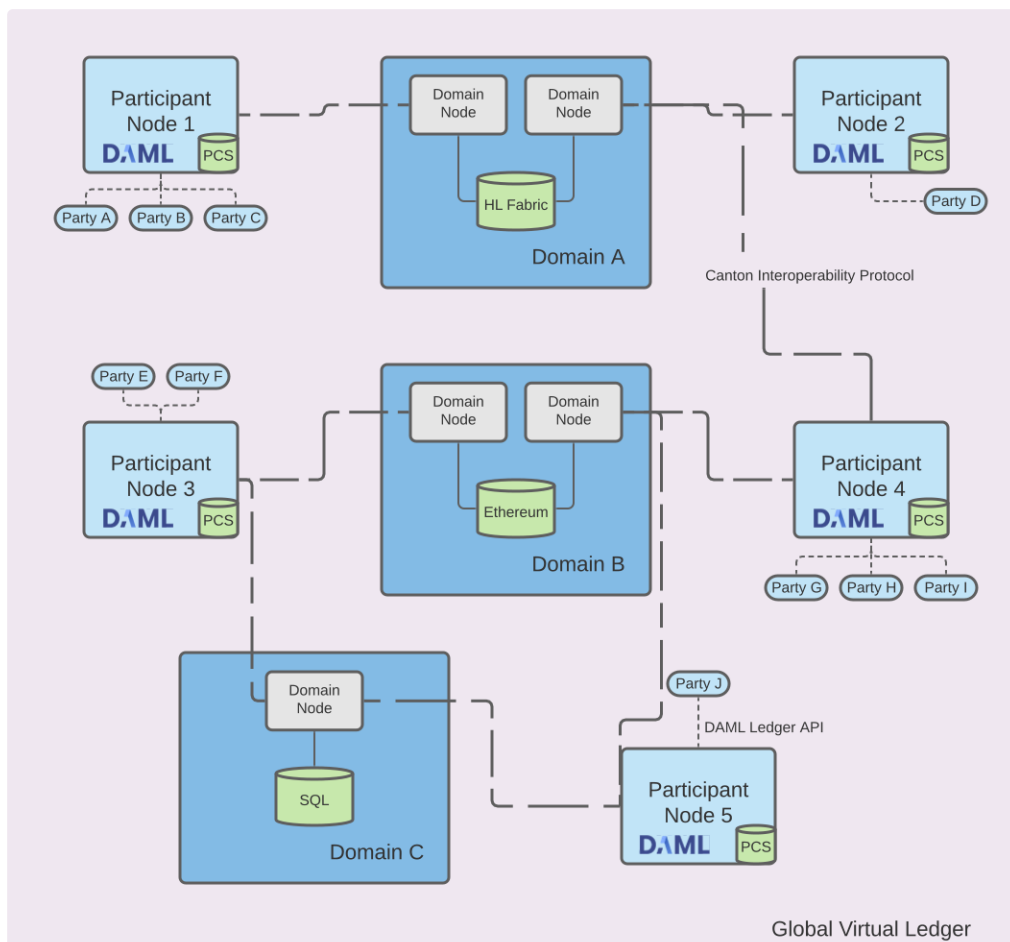 Participant
Node 1
DAML
PCS
Party A
Party B
Party C
Domain
Node
Domain
Node
HL Fabric
Domain A
Participant
Node 2
DAML
PCS
Party D
Canton Interoperability Protocol
Party E
Party F
Participant
Node 3
DAML
PCS
Domain
Node
Domain
Node
Ethereum
Domain B
Participant
Node 4
DAML
PCS
Party G
Party H
Party I
Domain
Node
SQL
Domain C
Party J
DAML Ledger API
Participant
Node 5
DAML
PCS
Global Virtual Ledger